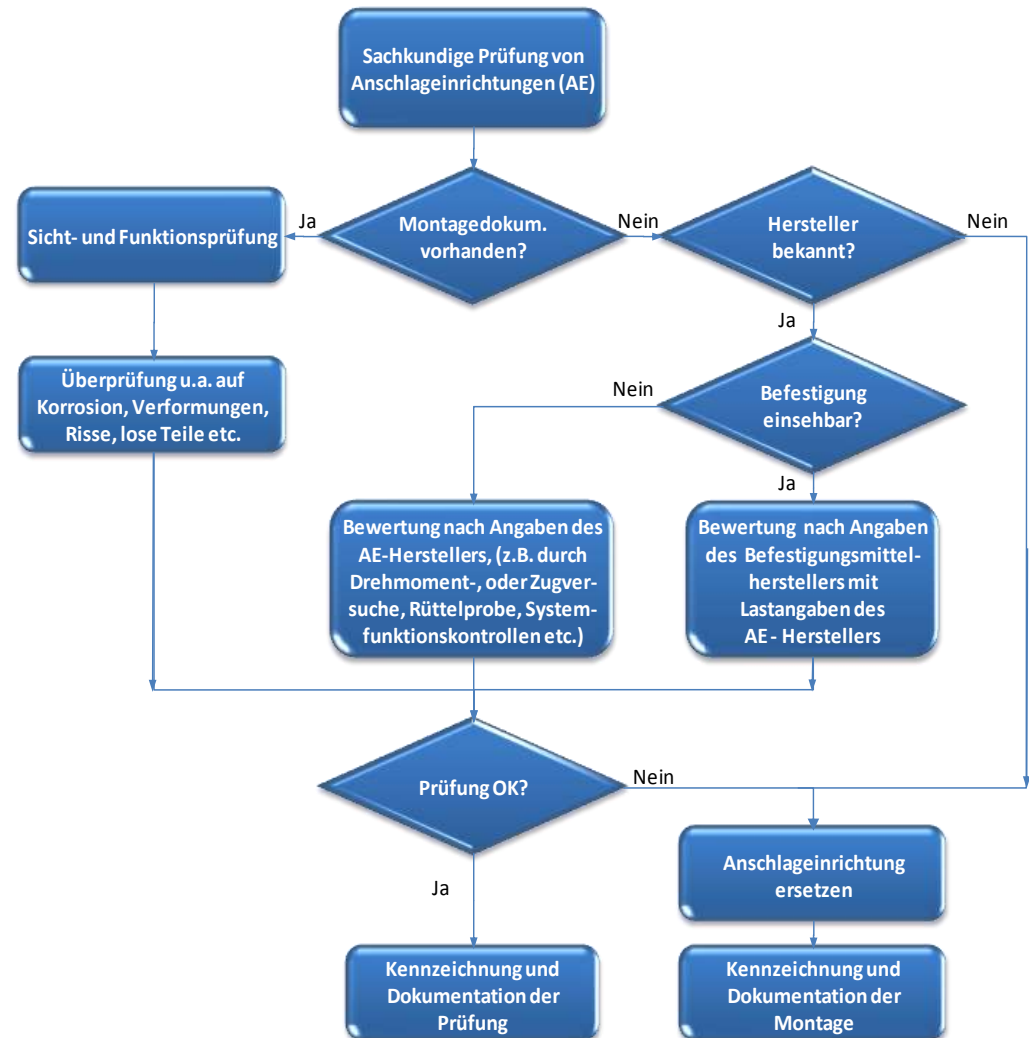 Sachkundige Prüfung von
Anschlageinrichtungen (AE)
Sicht- und Funktionsprüfung
Ja
Montagedokum.
vorhanden?
Nein
Hersteller
bekannt?
Nein
Ja
Überprüfung u.a. auf
Korrosion, Verformungen,
Risse, lose Teile etc.
Nein
Befestigung
einsehbar?
Ja
Bewertung nach Angaben des
AE-Herstellers, (z.B. durch
Drehmoment-, oder Zugver-
suche, Rüttelprobe, System-
funktionskontrollen etc.)
Bewertung nach Angaben
des Befestigungsmittel-
herstellers mit
Lastangaben des
AE- Herstellers
Prüfung OK?
Nein
Ja
Anschlageinrichtung
ersetzen
Kennzeichnung und
Dokumentation der
Prüfung
Kennzeichnung und
Dokumentation der
Montage